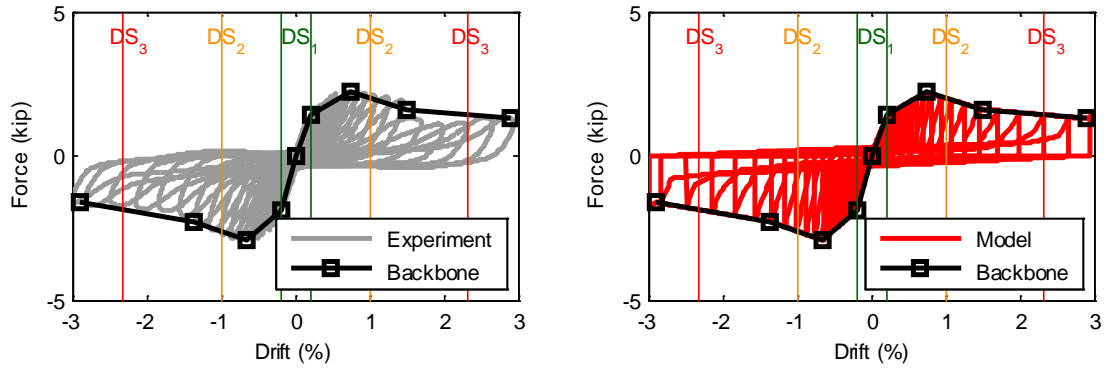 5
DS3
DS2
DS1
DS2
DS3
Force (kip)
0
Experiment
Backbone
-5
-3
-2
-1
0
1
2
3
Drift (%)
5
DS3
DS2
DS1
DS2
DS3
Force (kip)
0
Model
Backbone
-5
-3
-2
-1
0
1
2
3
Drift (%)